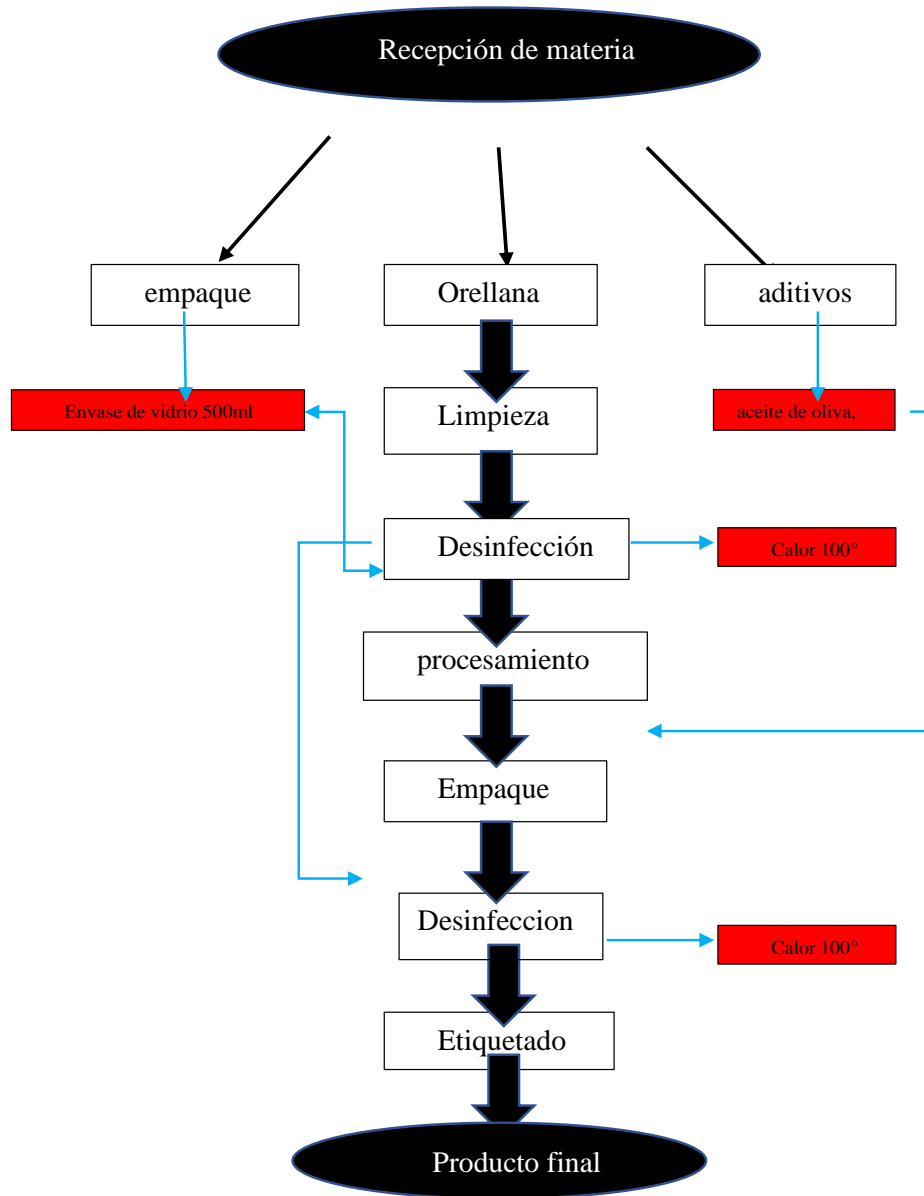 Recepción de materia
empaque
Orellana
aditivos
Envase de vidrio 500ml
Limpieza
aceite de oliva,
Desinfección
Calor 100°
procesamiento
Empaque
Desinfeccion
Calor 100°
Etiquetado
Producto final